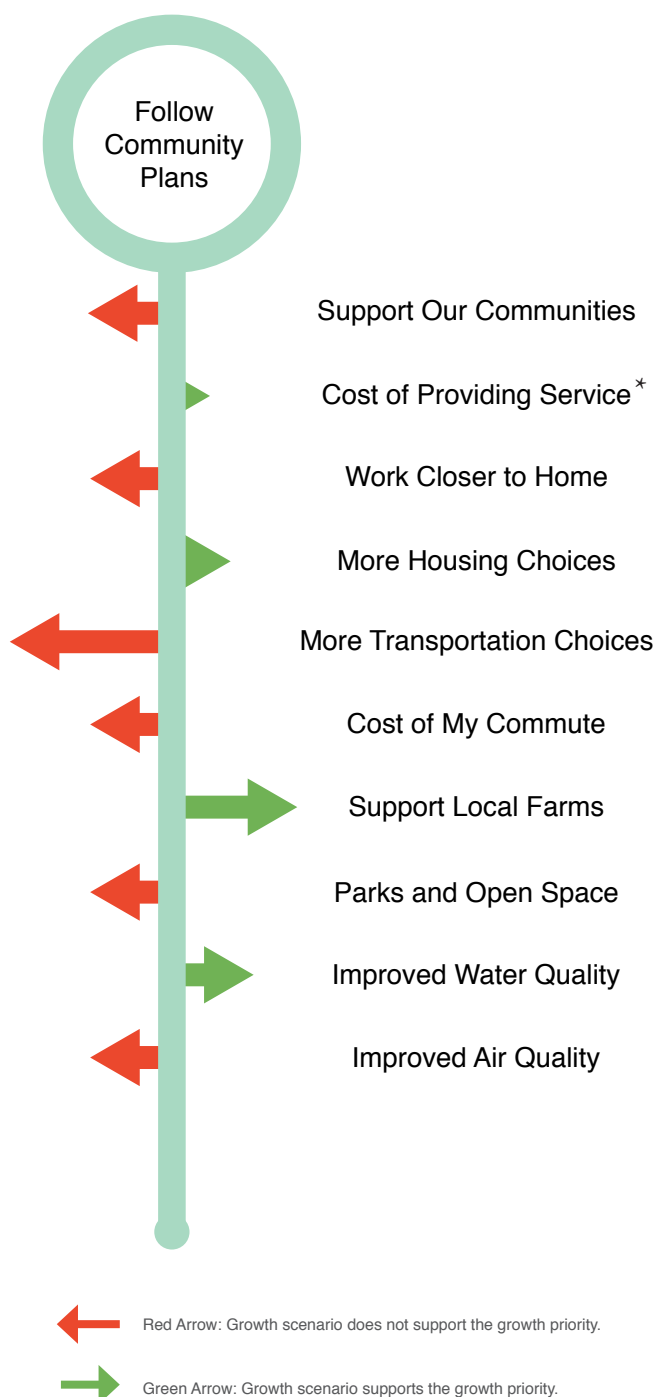 Follow
Community
Plans
Support Our Communities
Cost of Providing Service*
Work Closer to Home
More Housing Choices
More Transportation Choices
Cost of My Commute
Support Local Farms
Parks and Open Space
Improved Water Quality
Improved Air Quality
Red Arrow: Growth scenario does not support the growth priority.
Green Arrow: Growth scenario supports the growth priority.